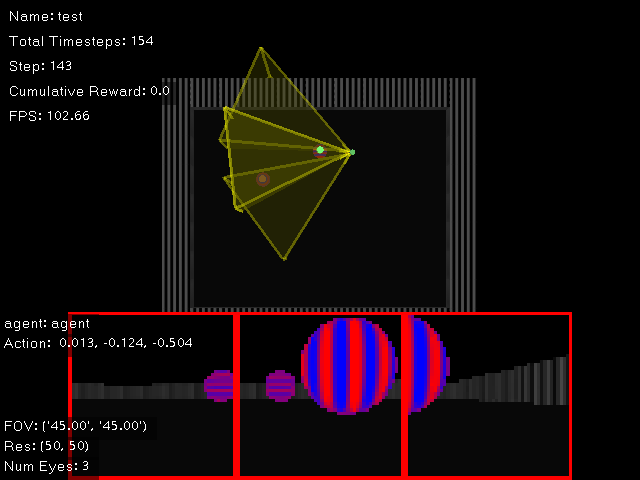 Name: test
Total Timesteps: 154
Step: 143
Cumulative Reward: 0.0
FPS: 102.66
agent: agent
Action: 0.013, -0.124, -0.504
FOV: ('45.00', '45.00')
Res: (50, 50)
Num Eyes: 3